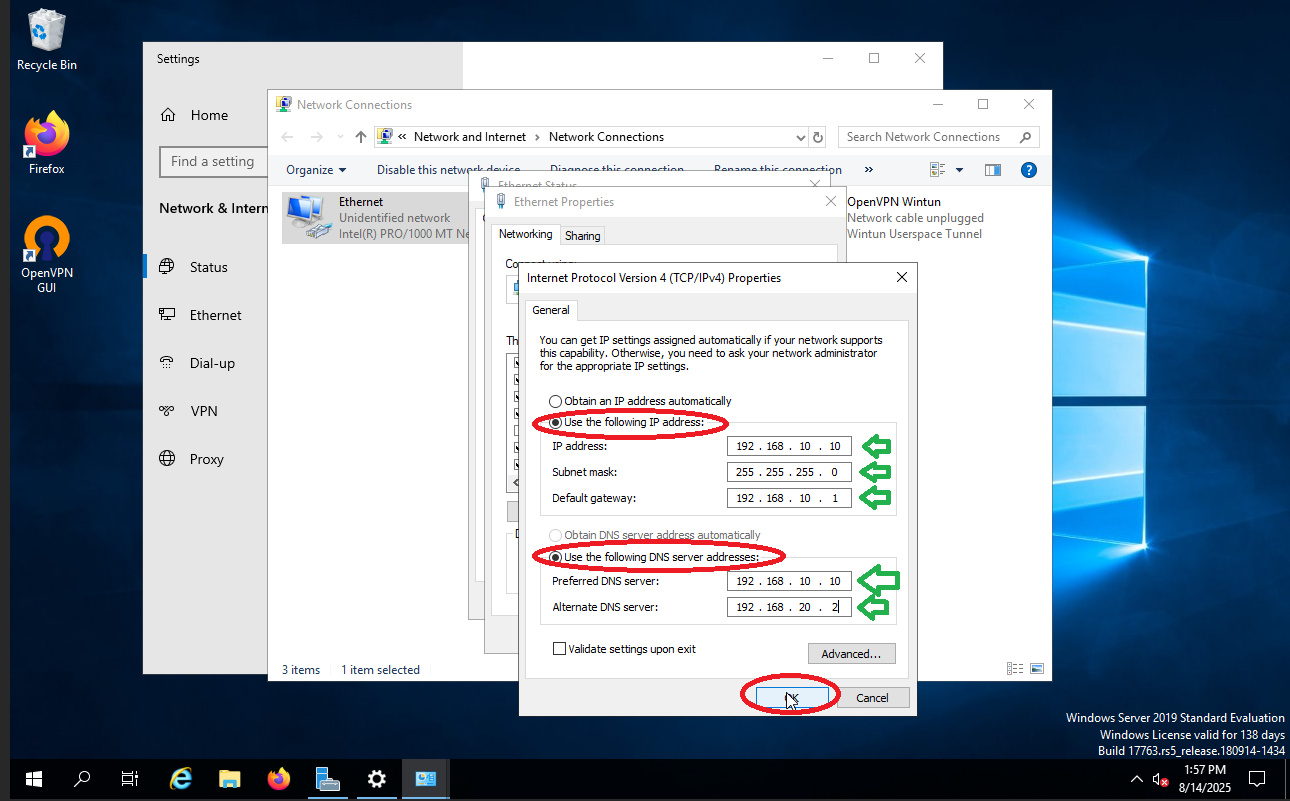 Recycle Bin
Firefox
OpenVPN
GUI
Settings
Home
Find a setting
Status
Ethernet
Dial-up
VPN
Proxy
Network Connections
Network and Internet
Network Connections
Search Network Connections
Organize
Disable this network device
Diagnose this connection
Rename this connection
Ethernet
Unidentified network
Intel(R) PRO/1000 MT
OpenVPN Wintun
Network cable unplugged
Wintun Userspace Tunnel
3 items
1 item selected
Ethernet Status
Ethernet Properties
Networking
Sharing
Internet Protocol Version 4 (TCP/IPv4) Properties
General
You can get IP settings assigned automatically if your network supports
this capability. Otherwise, you need to ask your network administrator
for the appropriate IP settings.
Obtain an IP address automatically
Use the following IP address:
IP address: 192 . 168 . 10 . 10
Subnet mask: 255 . 255 . 255 . 0
Default gateway: 192 . 168 . 10 . 1
Obtain DNS server address automatically
Use the following DNS server addresses:
Preferred DNS server: 192 . 168 . 10 . 10
Alternate DNS server: 192 . 168 . 20 . 2
Validate settings upon exit
Advanced...
Cancel
Windows Server 2019 Standard Evaluation
Windows License valid for 138 days
Build 17763.rs5_release.180914-1434
1:57 PM
8/14/2025